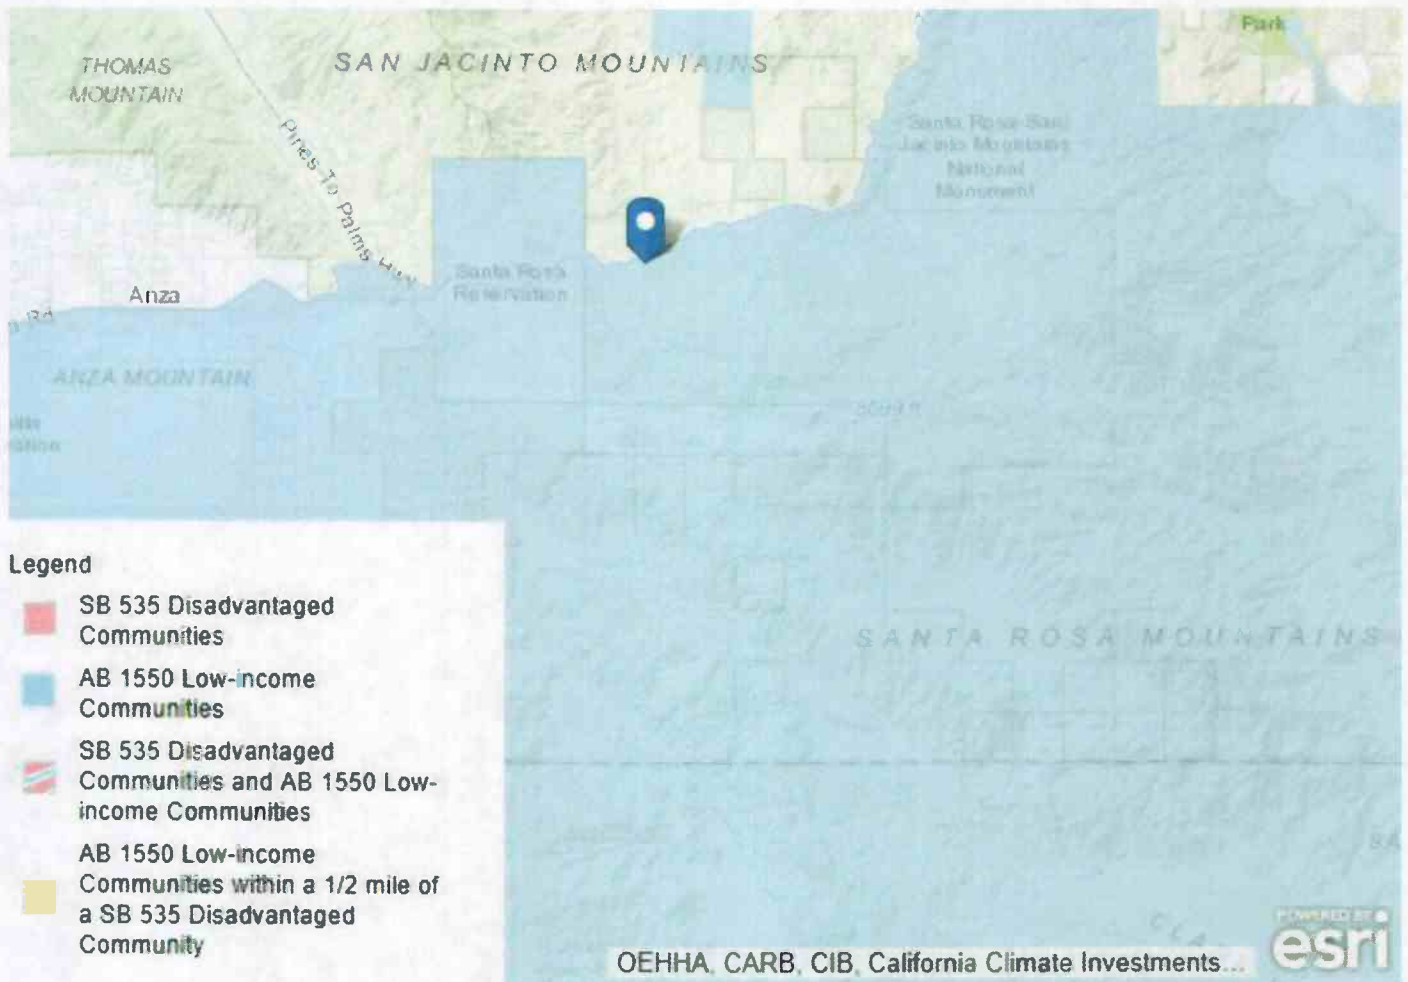 THOMAS
MOUNTAIN
SAN JACINTO MOUNTAINS
Park
Pines To Palms Hwy
Santa Rosa San
Jacinto Mountains
National
Monument
Santa Rosa
Reservation
Anza
Rd
ANZA MOUNTAIN
SANTA ROSA MOUNTAINS
Legend
SB 535 Disadvantaged
Communities
AB 1550 Low-income
Communities
SB 535 Disadvantaged
Communities and AB 1550 Low-
income Communities
AB 1550 Low-income
Communities within a 1/2 mile of
a SB 535 Disadvantaged
Community
OEHHA, CARB, CIB, California Climate Investments...
POWERED BY
esri